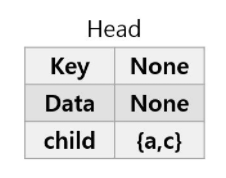 Head
Key None
Data None
child {a,c}